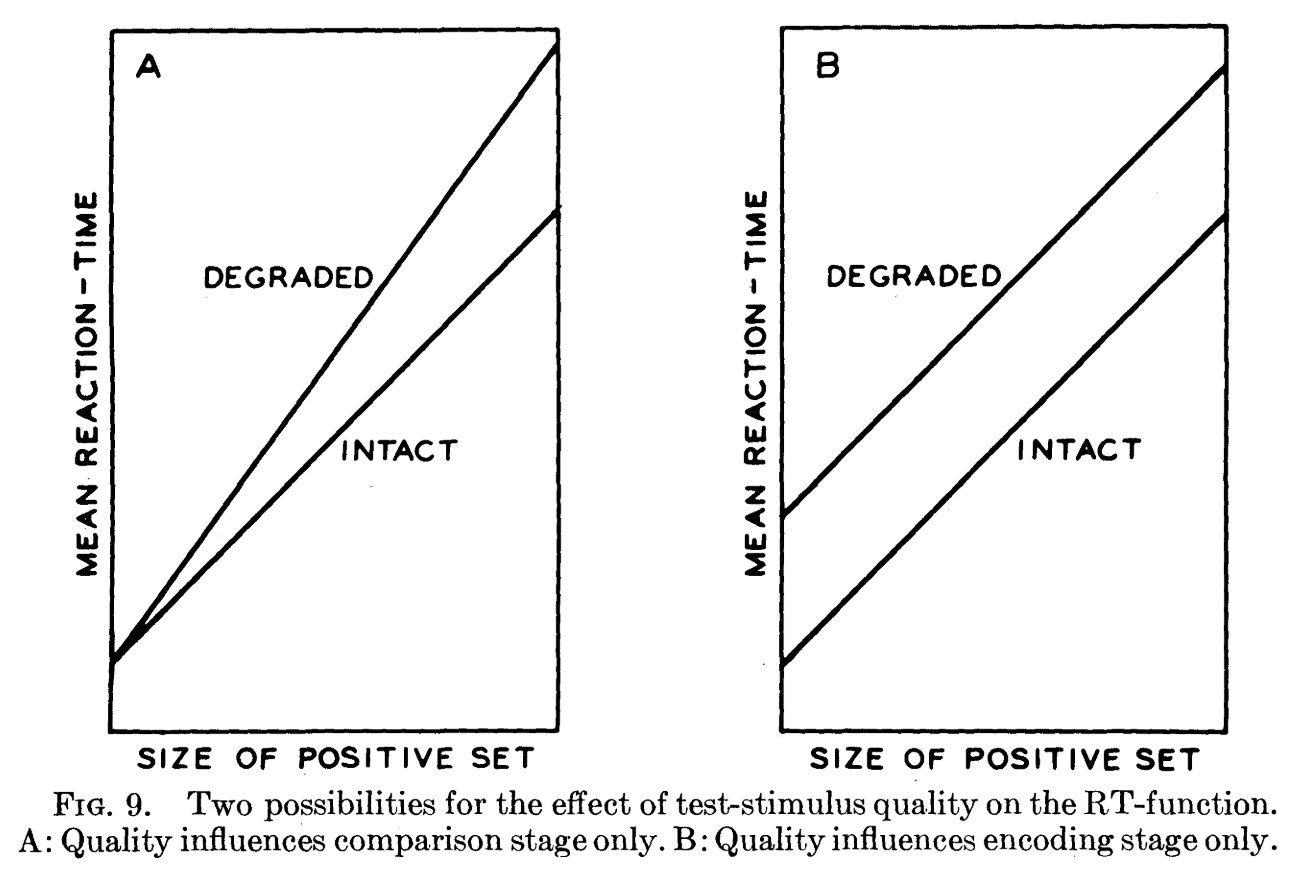 A
DEGRADED
INTACT
MEAN REACTION-TIME
SIZE OF POSITIVE SET
B
DEGRADED
INTACT
MEAN REACTION-TIME
SIZE OF POSITIVE SET
FIG. 9. Two possibilities for the effect of test-stimulus quality on the RT-function.
A: Quality influences comparison stage only. B: Quality influences encoding stage only.